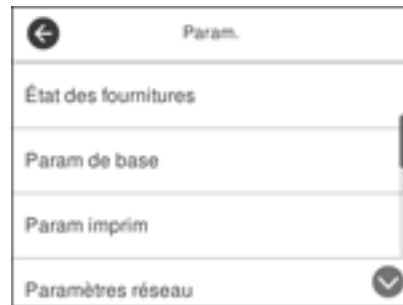 Param.
État des fournitures
Param de base
Param imprim
Paramètres réseau